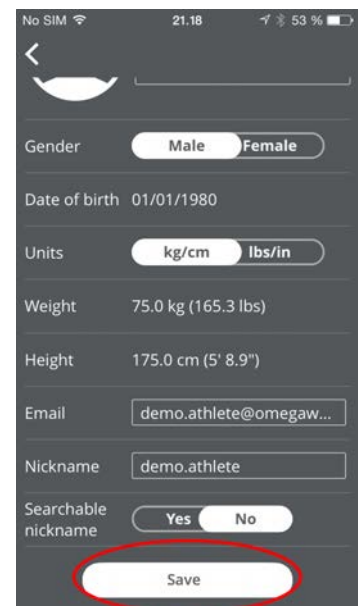 No SIM 21.18 53 %
Gender Male Female
Date of birth 01/01/1980
Units kg/cm lbs/in
Weight 75.0 kg (165.3 lbs)
Height 175.0 cm (5' 8.9")
Email demo.athlete@omegaw...
Nickname demo.athlete
Searchable
nickname Yes No
Save